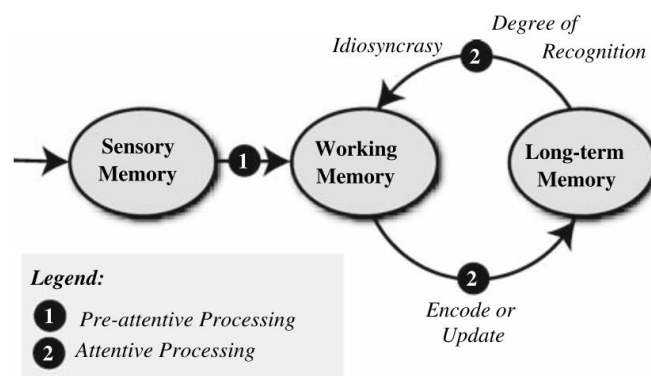 Degree of
Idiosyncrasy
Recognition
2
Sensory
Memory
1
Working
Memory
Long-term
Memory
2
Encode or
Update
Legend:
1 Pre-attentive Processing
2 Attentive Processing